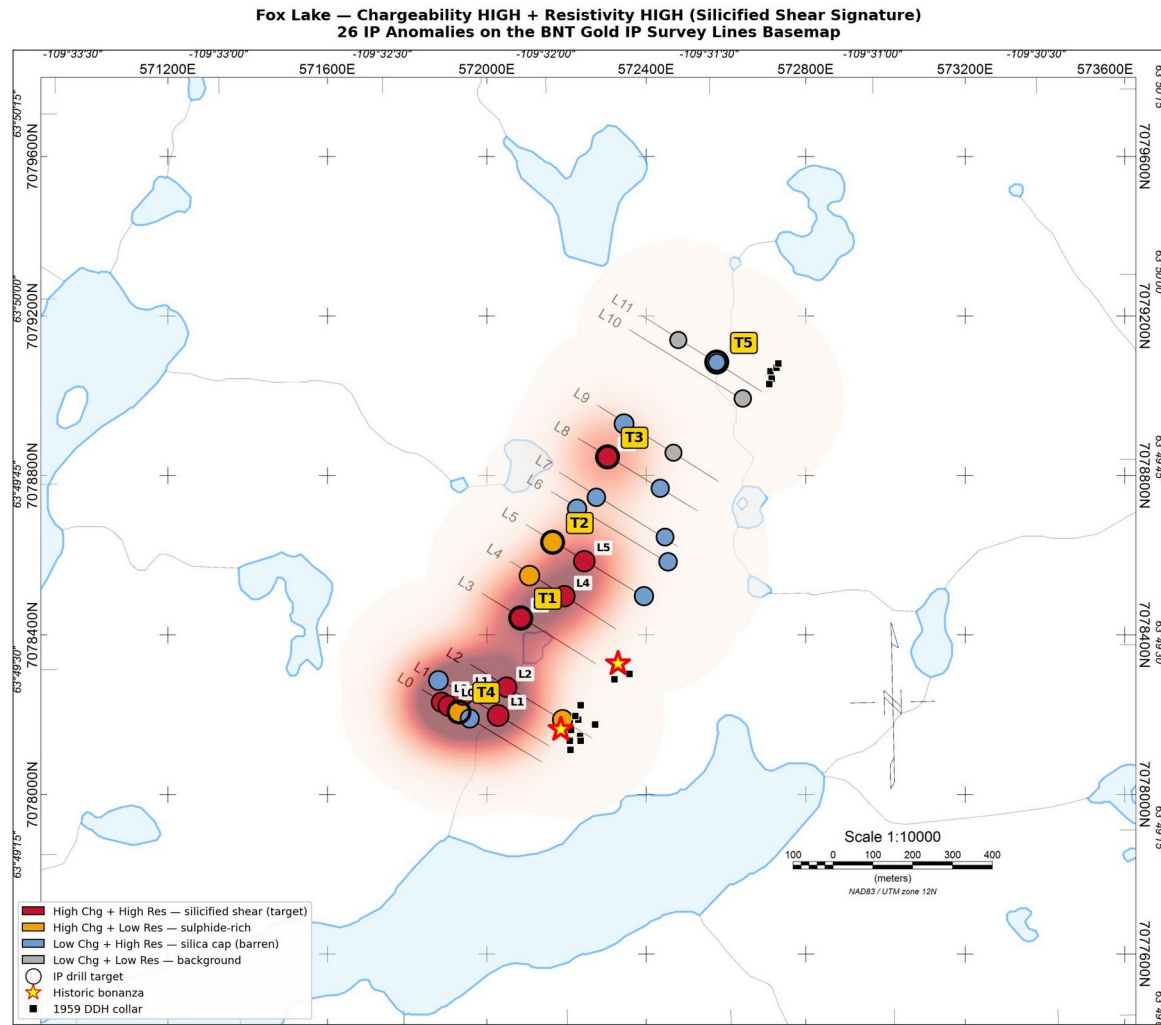 Fox Lake — Chargeability HIGH + Resistivity HIGH (Silicified Shear Signature)
26 IP Anomalies on the BNT Gold IP Survey Lines Basemap
-109°33'30" -109°33'00" -109°32'30" -109°32'00" -109°31'30" -109°31'00" -109°30'30"
571200E 571600E 572000E 572400E 572800E 573200E 573600E
63°50'15"
7079600N 7079600N
63°50'00"
7079200N 7079200N
L11
L10
T5
L9
L8
T3
63°49'45"
7078800N 7078800N
L7
L6
T2
L5
L5
L4
L4
L3
T1
7078400N 7078400N
63°49'30"
L2
L2
L1
L0
T4
L1
7078000N 7078000N
63°49'15"
Scale 1:10000
100 0 100 200 300 400
(meters)
NAD83 / UTM zone 12N
7077600N
High Chg + High Res — silicified shear (target)
High Chg + Low Res — sulphide-rich
Low Chg + High Res — silica cap (barren)
Low Chg + Low Res — background
IP drill target
Historic bonanza
1959 DDH collar